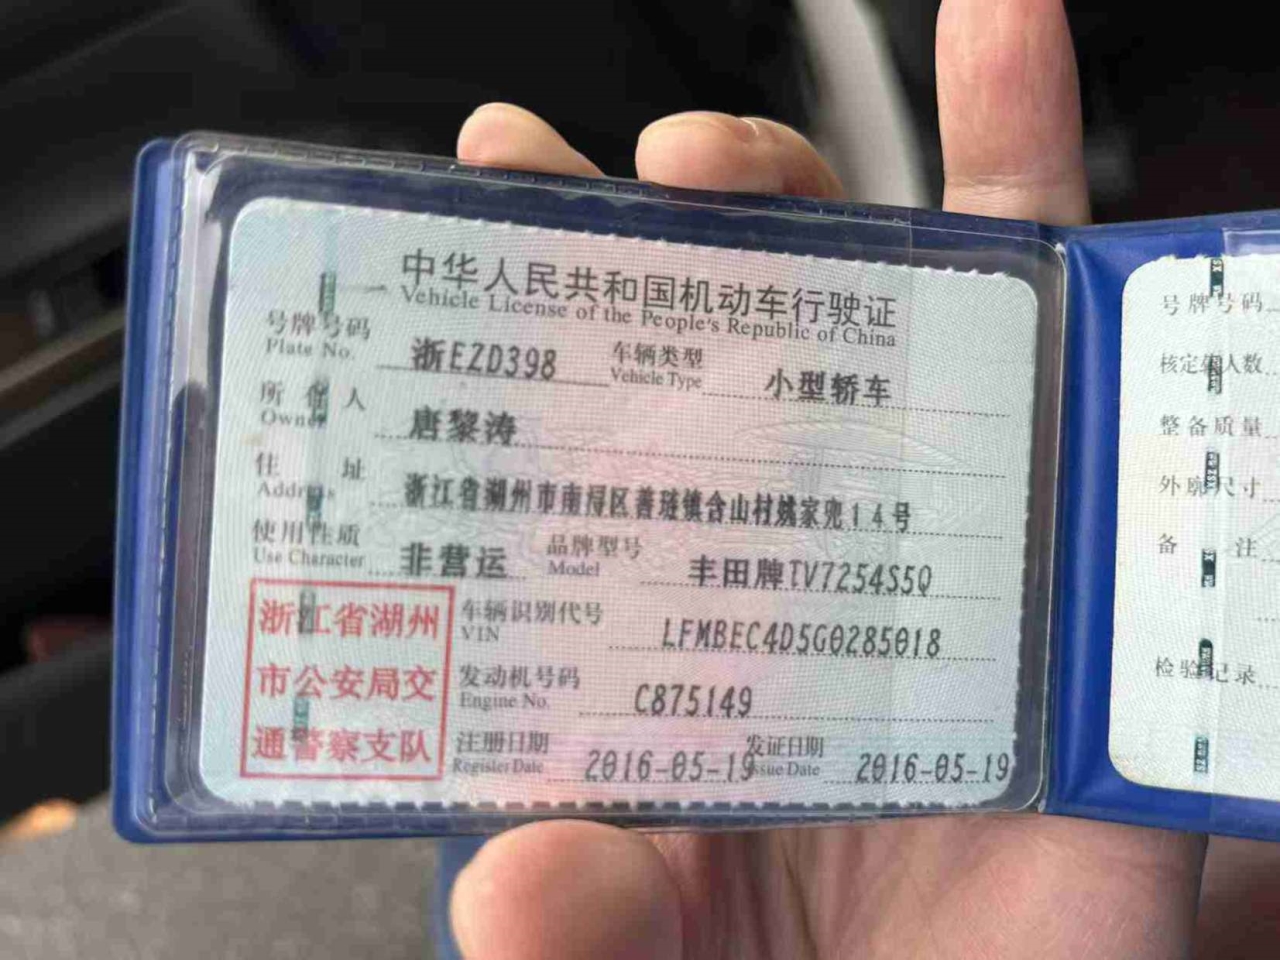 中华人民共和国机动车行驶证
Vehicle License of the People's Republic of China
号牌号码 浙EZD398 车辆类型 小型轿车
Plate No. Vehicle Type
所有人 唐黎涛
Owner
住址 浙江省湖州市南浔区善琏镇含山村姚家兜14号
Address
使用性质 非营运 品牌型号 丰田牌TV7254S5Q
Use Character Model
车辆识别代号 LFMBEC4D5G0285018
VIN
发动机号码 C875149
Engine No.
注册日期 2016-05-19 发证日期 2016-05-19
Register Date Issue Date
浙江省湖州
市公安局交
通警察支队
号牌号码
核定载人数
整备质量
外廓尺寸
备注
检验记录